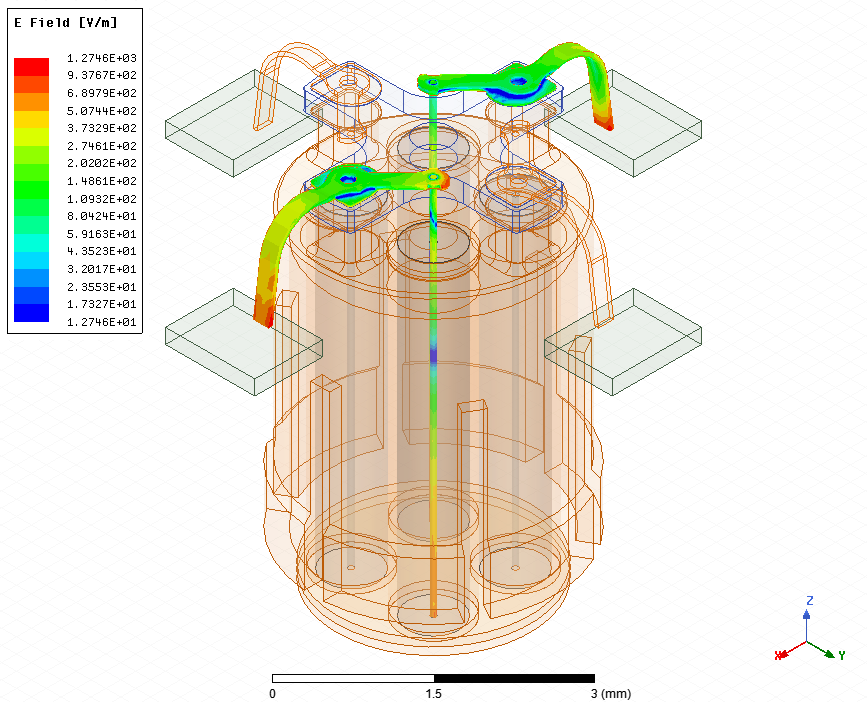 E Field [V/m]
1.2746E+03
9.3767E+02
6.8979E+02
5.0744E+02
3.7329E+02
2.7461E+02
2.0202E+02
1.4861E+02
1.0932E+02
8.0424E+01
5.9163E+01
4.3523E+01
3.2017E+01
2.3553E+01
1.7327E+01
1.2746E+01
Z
X
Y
0 1.5 3 (mm)